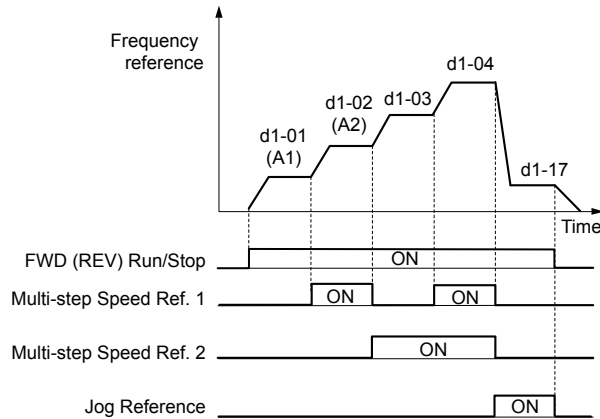 Frequency
reference
d1-01
(A1)
d1-02
(A2)
d1-03
d1-04
d1-17
Time
FWD (REV) Run/Stop
ON
Multi-step Speed Ref. 1
ON
ON
Multi-step Speed Ref. 2
ON
Jog Reference
ON